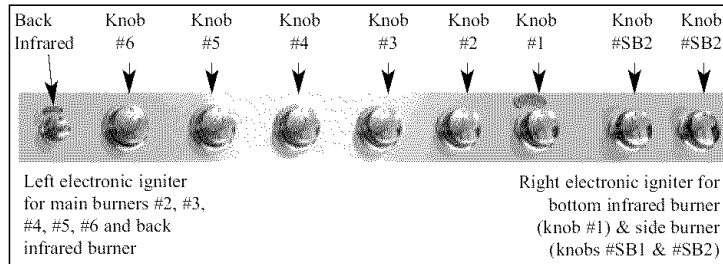 Back Infrared
Knob #6
Knob #5
Knob #4
Knob #3
Knob #2
Knob #1
Knob #SB2
Knob #SB2
Left electronic igniter
for main burners #2, #3,
#4, #5, #6 and back
infrared burner
Right electronic igniter for
bottom infrared burner
(knob #1) & side burner
(knobs #SB1 & #SB2)